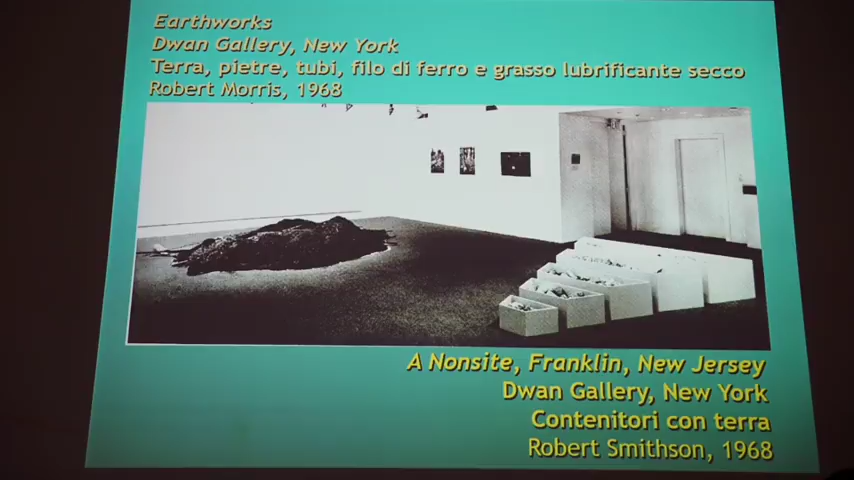 Earthworks
Dwan Gallery, New York
Terra, pietre, tubi, filo di ferro e grasso lubrificante secco
Robert Morris, 1968
A Nonsite, Franklin, New Jersey
Dwan Gallery, New York
Contenitori con terra
Robert Smithson, 1968